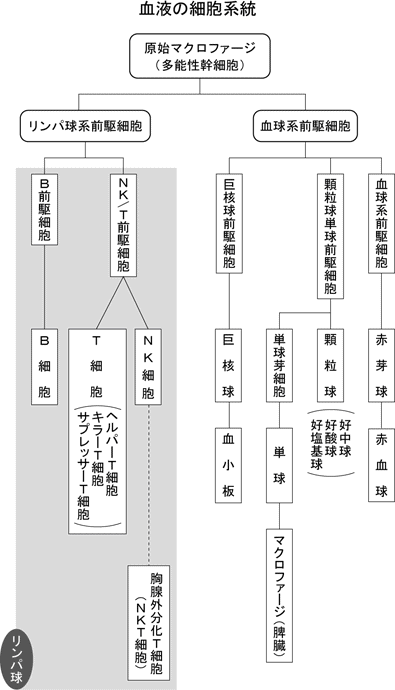 血液の細胞系統
原始マクロファージ
（多能性幹細胞）
リンパ球系前駆細胞
血球系前駆細胞
B前駆細胞
NK/T前駆細胞
巨核球前駆細胞
顆粒球単球前駆細胞
血球系前駆細胞
B細胞
T細胞
（ヘルパーT細胞
キラーT細胞
サプレッサーT細胞）
NK細胞
巨核球
単球芽細胞
顆粒球
（好中球
好酸球
好塩基球）
赤芽球
血小板
単球
赤血球
マクロファージ（脾臓）
胸腺外分化T細胞
（NKT細胞）
リンパ球